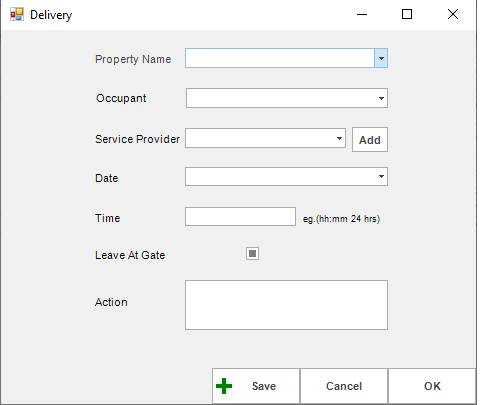 Delivery
Property Name
Occupant
Service Provider
Add
Date
Time
eg.(hh:mm 24 hrs)
Leave At Gate
Action
Save
Cancel
OK